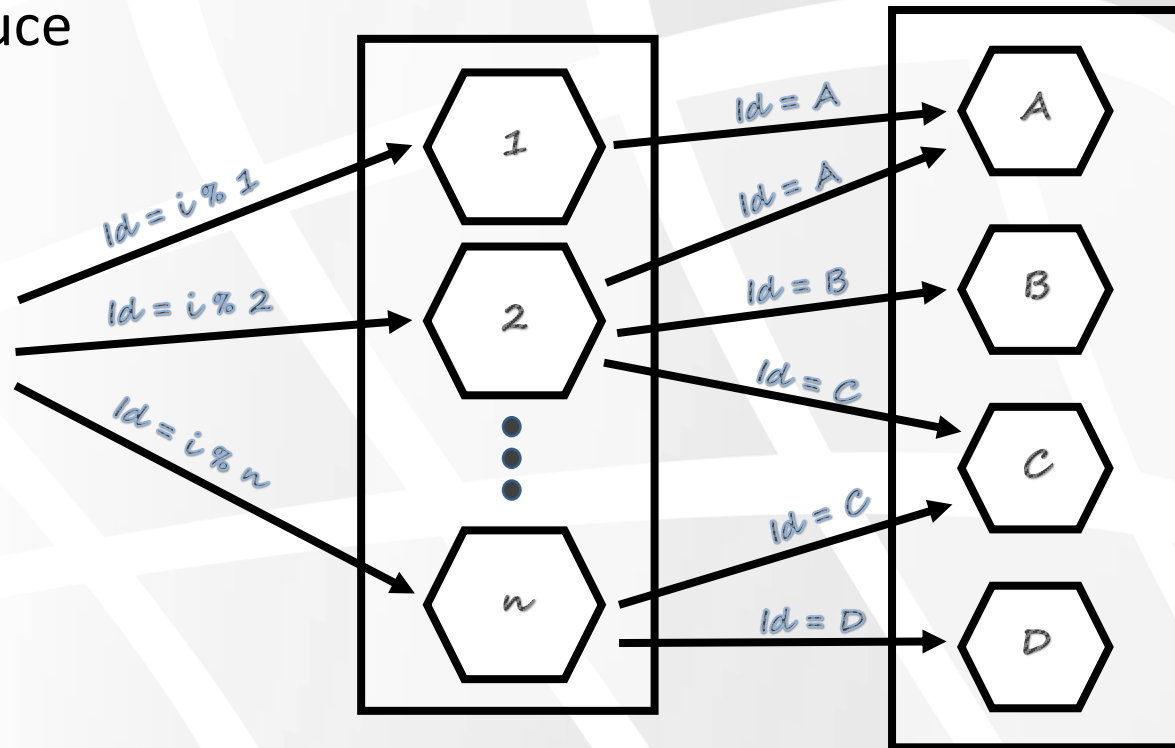 uce
Id = i % 1
Id = i % 2
Id = i % n
1
2
n
Id = A
Id = A
Id = B
Id = C
Id = C
Id = D
A
B
C
D